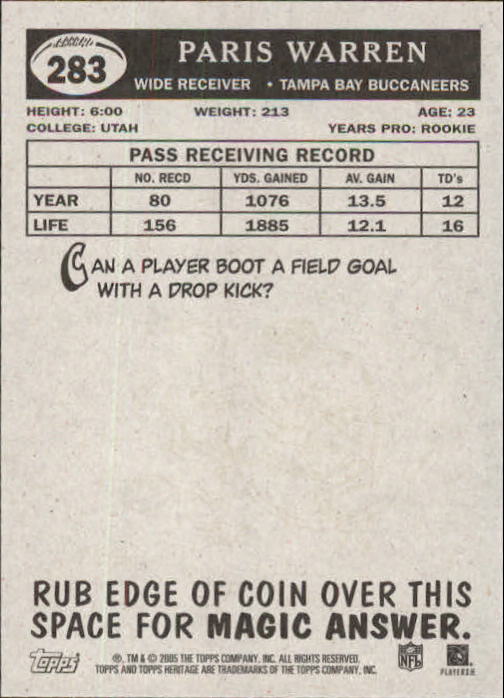 283
PARIS WARREN
WIDE RECEIVER • TAMPA BAY BUCCANEERS
HEIGHT: 6:00 WEIGHT: 213 AGE: 23
COLLEGE: UTAH YEARS PRO: ROOKIE
PASS RECEIVING RECORD
NO. RECD YDS. GAINED AV. GAIN TD's
YEAR 80 1076 13.5 12
LIFE 156 1885 12.1 16
CAN A PLAYER BOOT A FIELD GOAL
WITH A DROP KICK?
RUB EDGE OF COIN OVER THIS
SPACE FOR MAGIC ANSWER.
Topps
®, TM & © 2005 THE TOPPS COMPANY, INC. ALL RIGHTS RESERVED.
TOPPS AND TOPPS HERITAGE ARE TRADEMARKS OF THE TOPPS COMPANY, INC.
NFL
PLAYERS